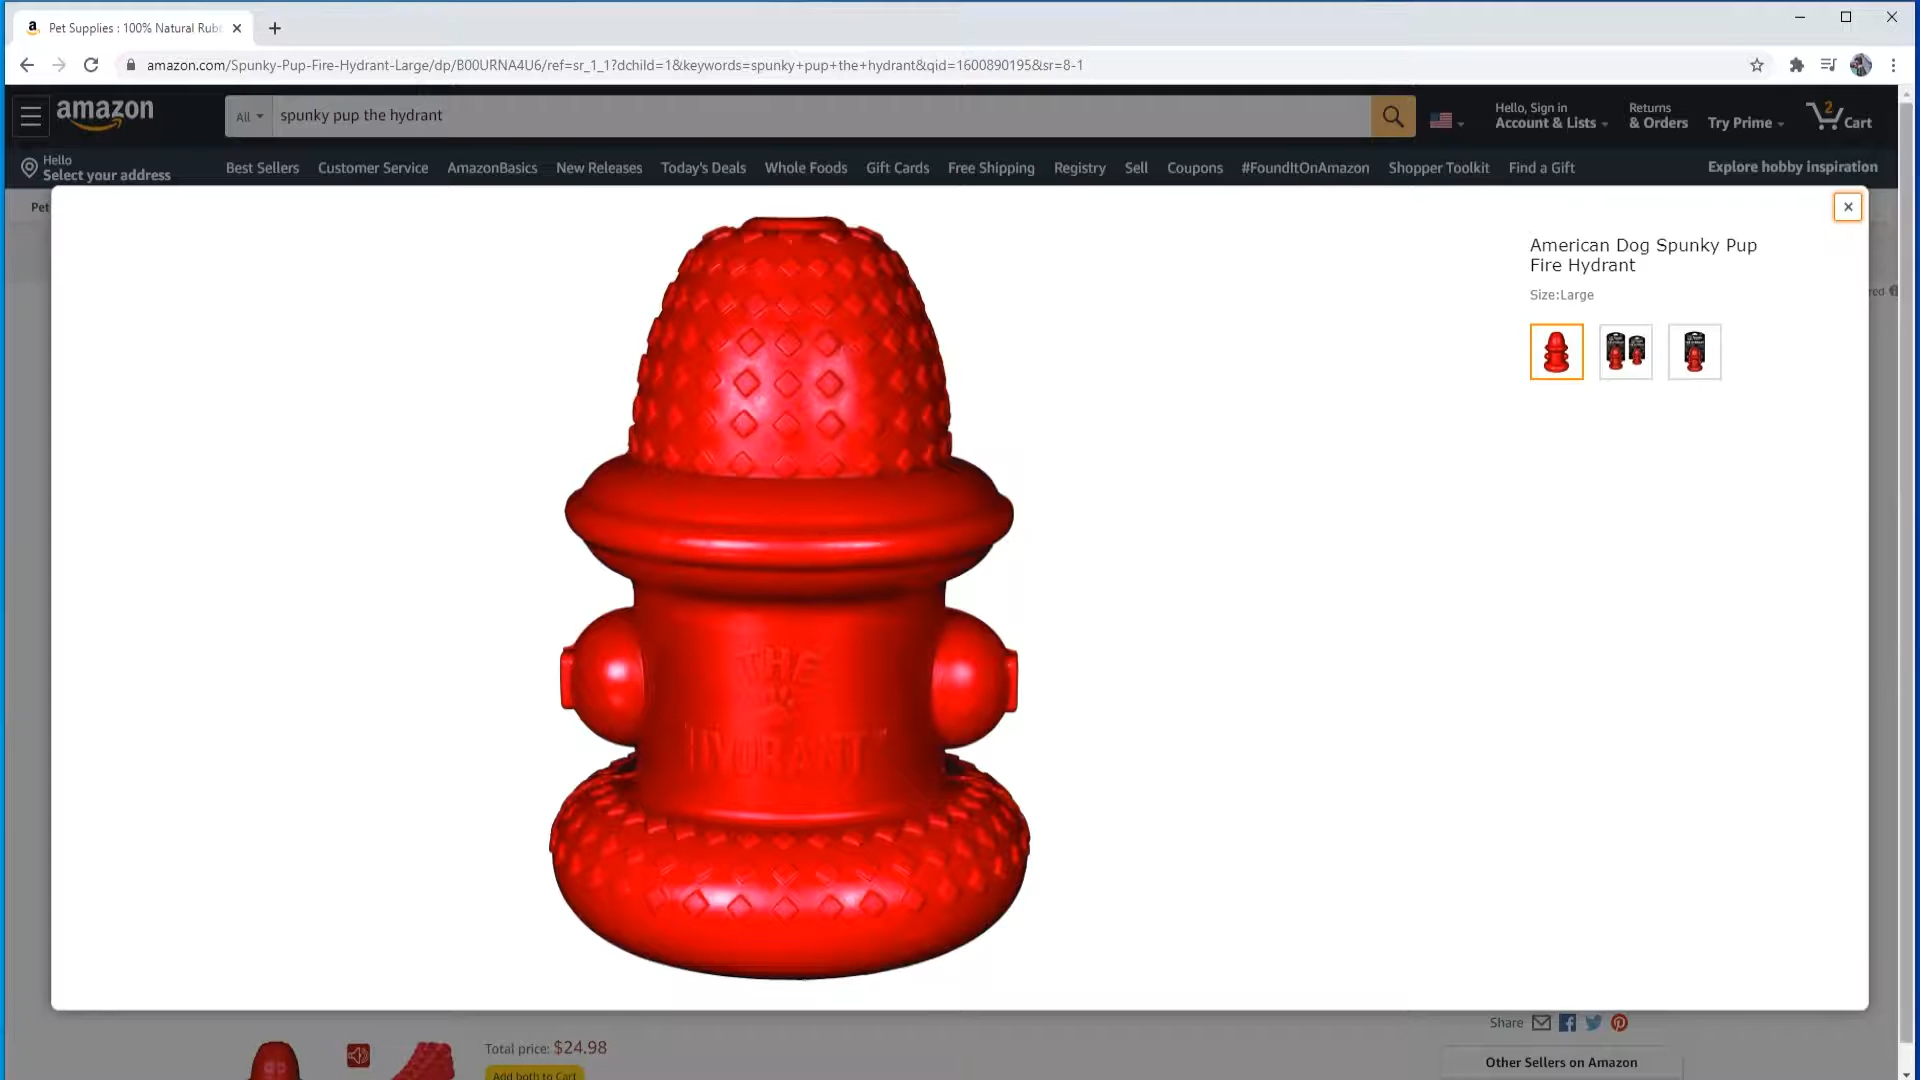 Pet Supplies : 100% Natural Rub
amazon.com/Spunky-Pup-Fire-Hydrant-Large/dp/B00URNA4U6/ref=sr_1_1?dchild=1&keywords=spunky+pup+the+hydrant&qid=1600890195&sr=8-1
amazon
All
spunky pup the hydrant
Hello, Sign in
Account & Lists
Returns
& Orders
Try Prime
2
Cart
Hello
Select your address
Best Sellers
Customer Service
AmazonBasics
New Releases
Today's Deals
Whole Foods
Gift Cards
Free Shipping
Registry
Sell
Coupons
#FoundItOnAmazon
Shopper Toolkit
Find a Gift
Explore hobby inspiration
Pet
American Dog Spunky Pup
Fire Hydrant
Size:Large
THE
HYDRANT
Share
Total price: $24.98
Add both to Cart
Other Sellers on Amazon